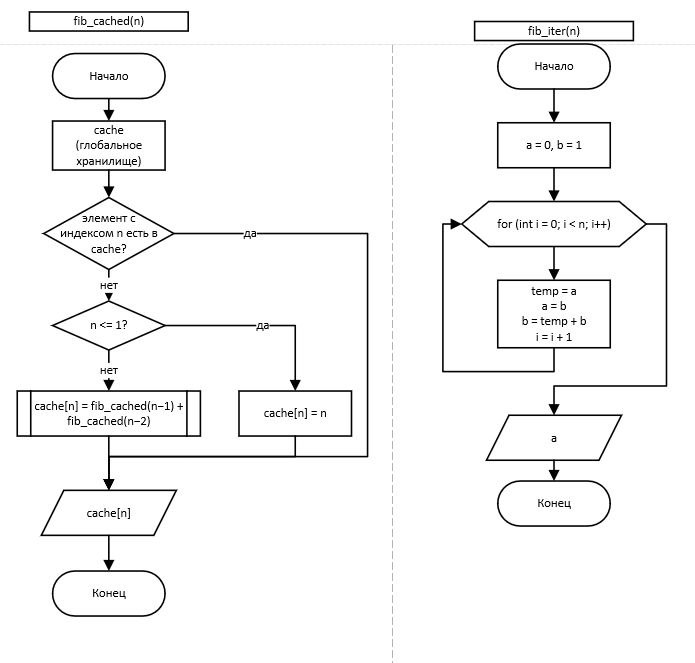 fib_cached(n)
Начало
cache
(глобальное
хранилище)
элемент с
индексом n есть в
cache?
да
нет
n <= 1?
да
нет
cache[n] = fib_cached(n−1) +
fib_cached(n−2)
cache[n] = n
cache[n]
Конец
fib_iter(n)
Начало
a = 0, b = 1
for (int i = 0; i < n; i++)
temp = a
a = b
b = temp + b
i = i + 1
a
Конец